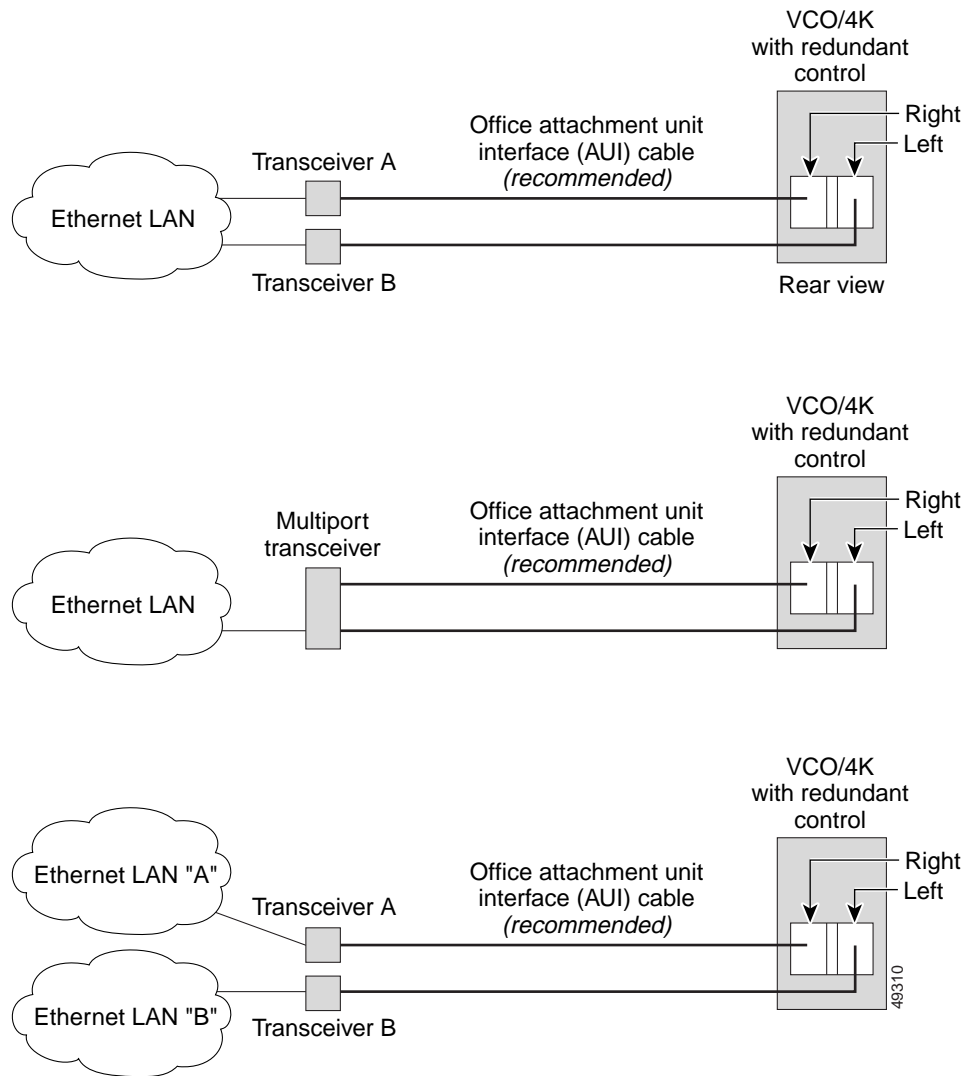 VCO/4K
with redundant
control
Right
Left
Office attachment unit
interface (AUI) cable
(recommended)
Transceiver A
Ethernet LAN
Transceiver B
Rear view
VCO/4K
with redundant
control
Right
Left
Office attachment unit
interface (AUI) cable
(recommended)
Multiport
transceiver
Ethernet LAN
VCO/4K
with redundant
control
Right
Left
Office attachment unit
interface (AUI) cable
(recommended)
Ethernet LAN "A"
Transceiver A
Ethernet LAN "B"
Transceiver B
49310